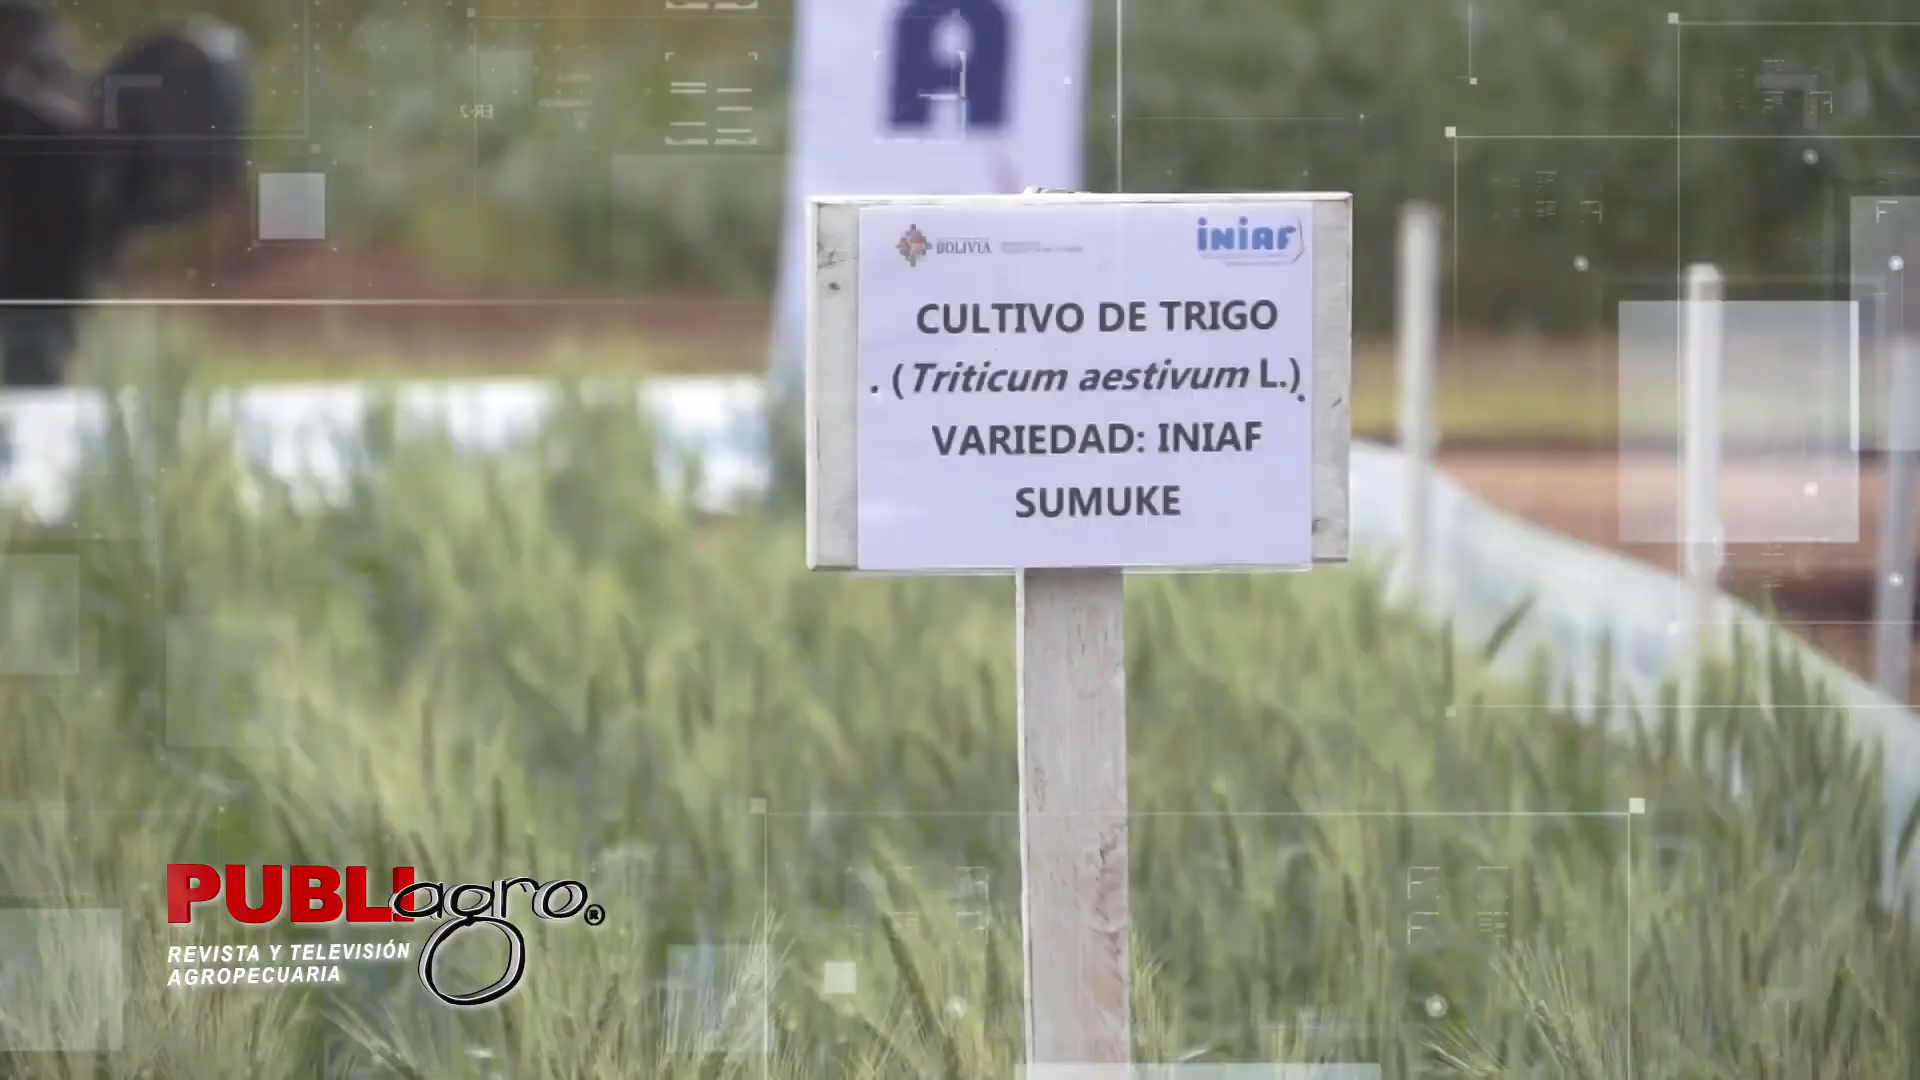 A
BOLIVIA
iNiAF
CULTIVO DE TRIGO
. (Triticum aestivum L.).
VARIEDAD: INIAF
SUMUKE
PUBLIagro®
REVISTA Y TELEVISIÓN
AGROPECUARIA